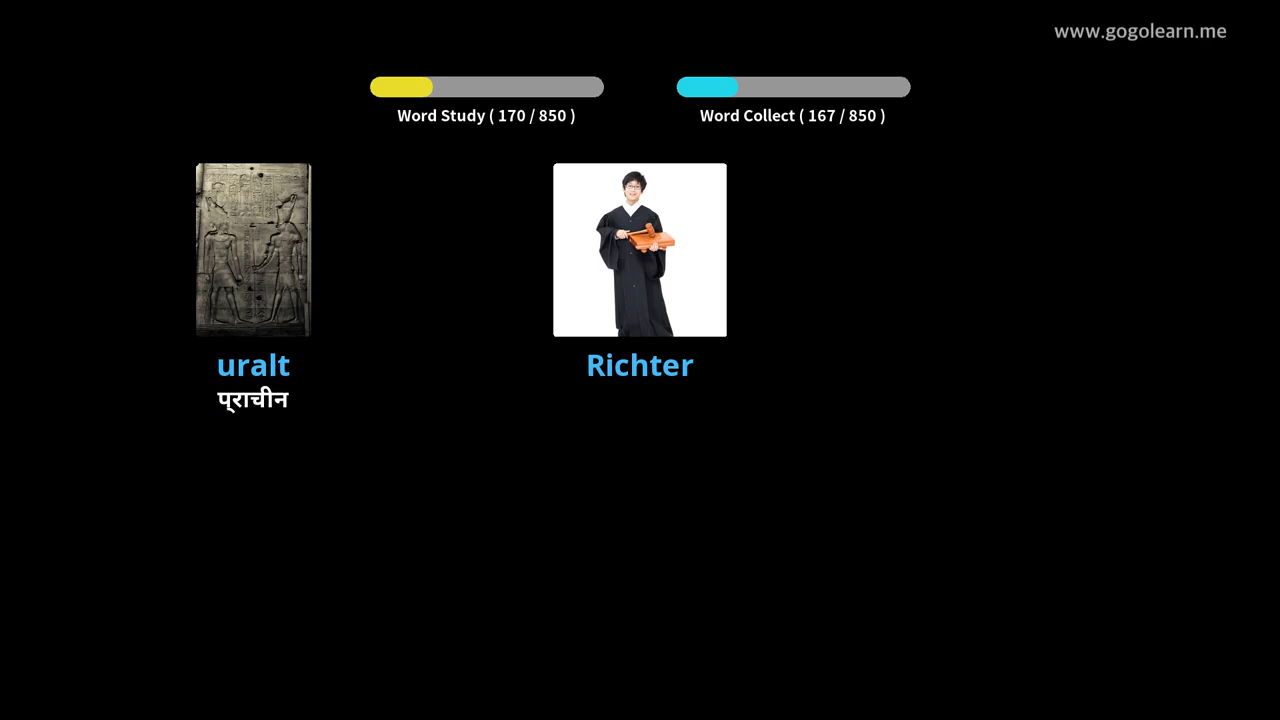 www.gogolearn.me
Word Study ( 170 / 850 )
Word Collect ( 167 / 850 )
uralt
प्राचीन
Richter